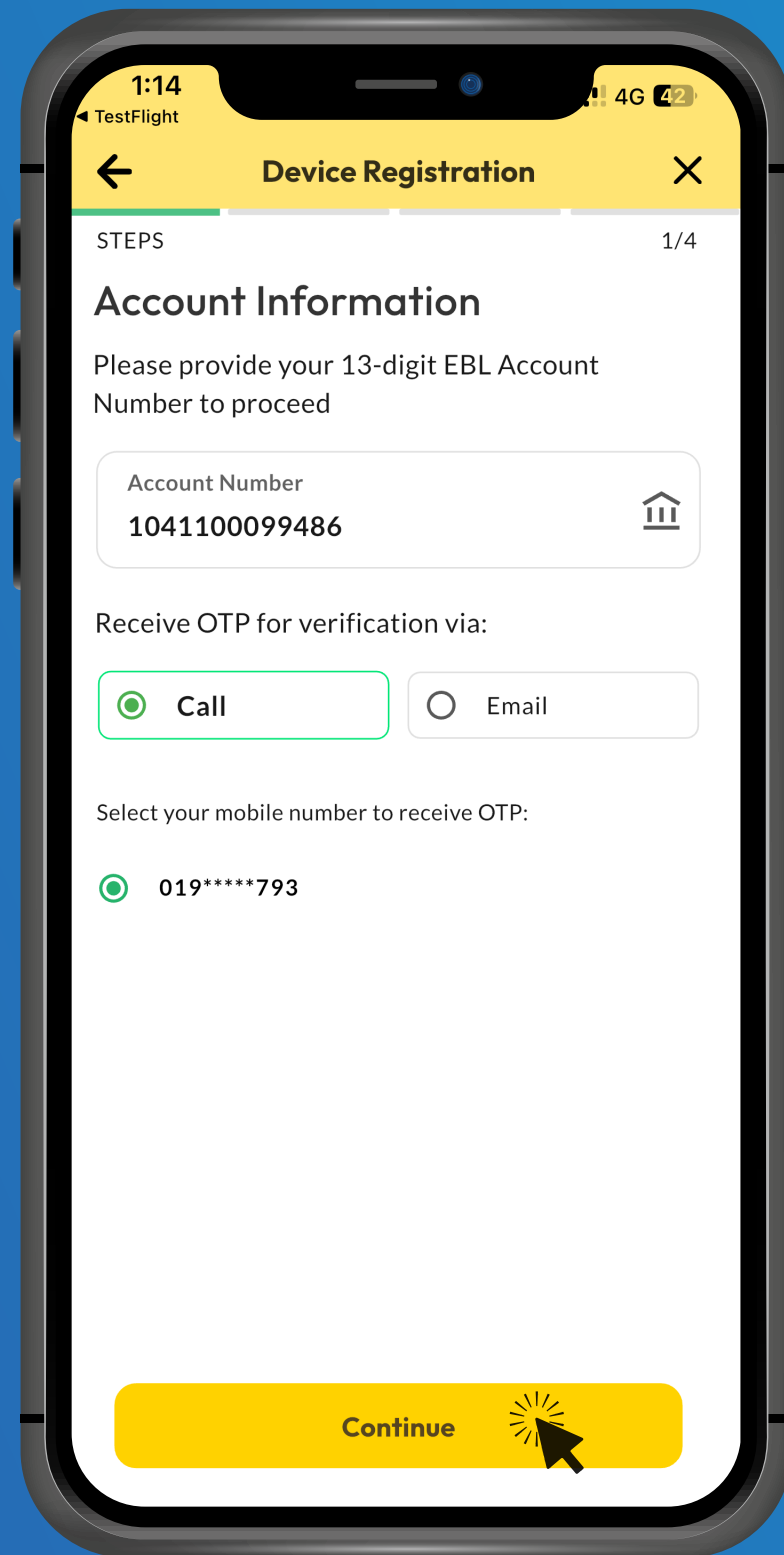 1:14
4G 42
TestFlight
Device Registration
STEPS 1/4
Account Information
Please provide your 13-digit EBL Account
Number to proceed
Account Number
1041100099486
Receive OTP for verification via:
Call Email
Select your mobile number to receive OTP:
019*****793
Continue